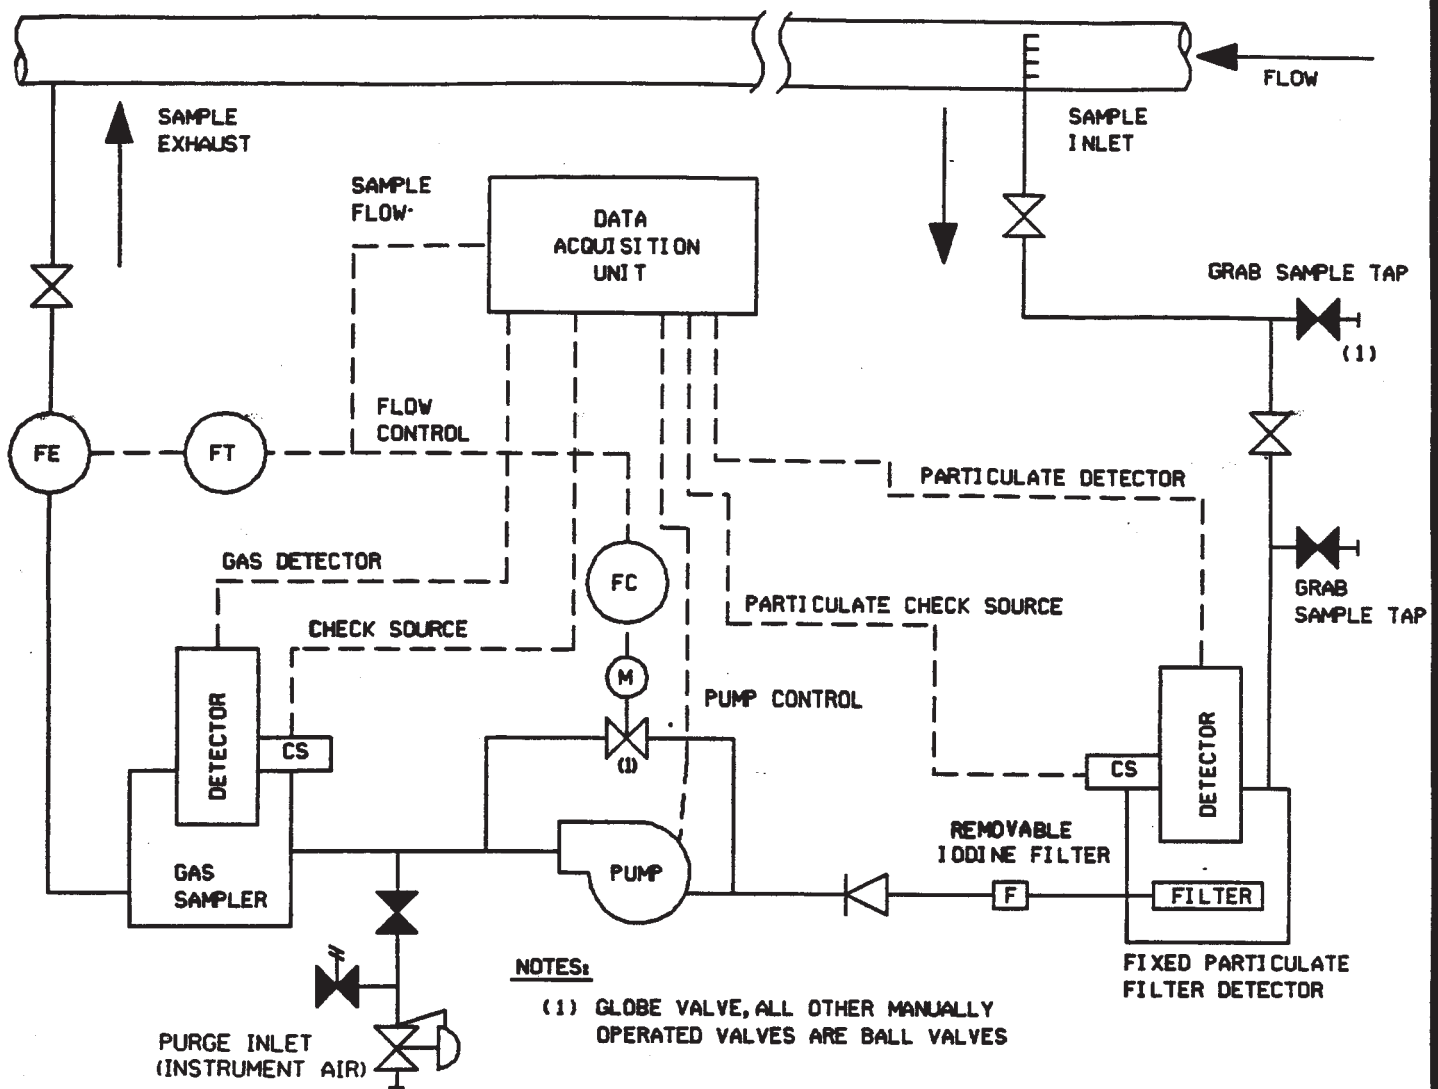 FLOW
SAMPLE
EXHAUST
SAMPLE
INLET
SAMPLE
FLOW
DATA
ACQUISITION
UNIT
GRAB SAMPLE TAP
(1)
FE
FT
FLOW
CONTROL
PARTICULATE DETECTOR
GAS DETECTOR
FC
GRAB
SAMPLE TAP
PARTICULATE CHECK SOURCE
CHECK SOURCE
M
PUMP CONTROL
DETECTOR
CS
(1)
CS
DETECTOR
REMOVABLE
IODINE FILTER
GAS
SAMPLER
PUMP
F
FILTER
FIXED PARTICULATE
FILTER DETECTOR
NOTES:
(1) GLOBE VALVE, ALL OTHER MANUALLY
OPERATED VALVES ARE BALL VALVES
PURGE INLET
(INSTRUMENT AIR)